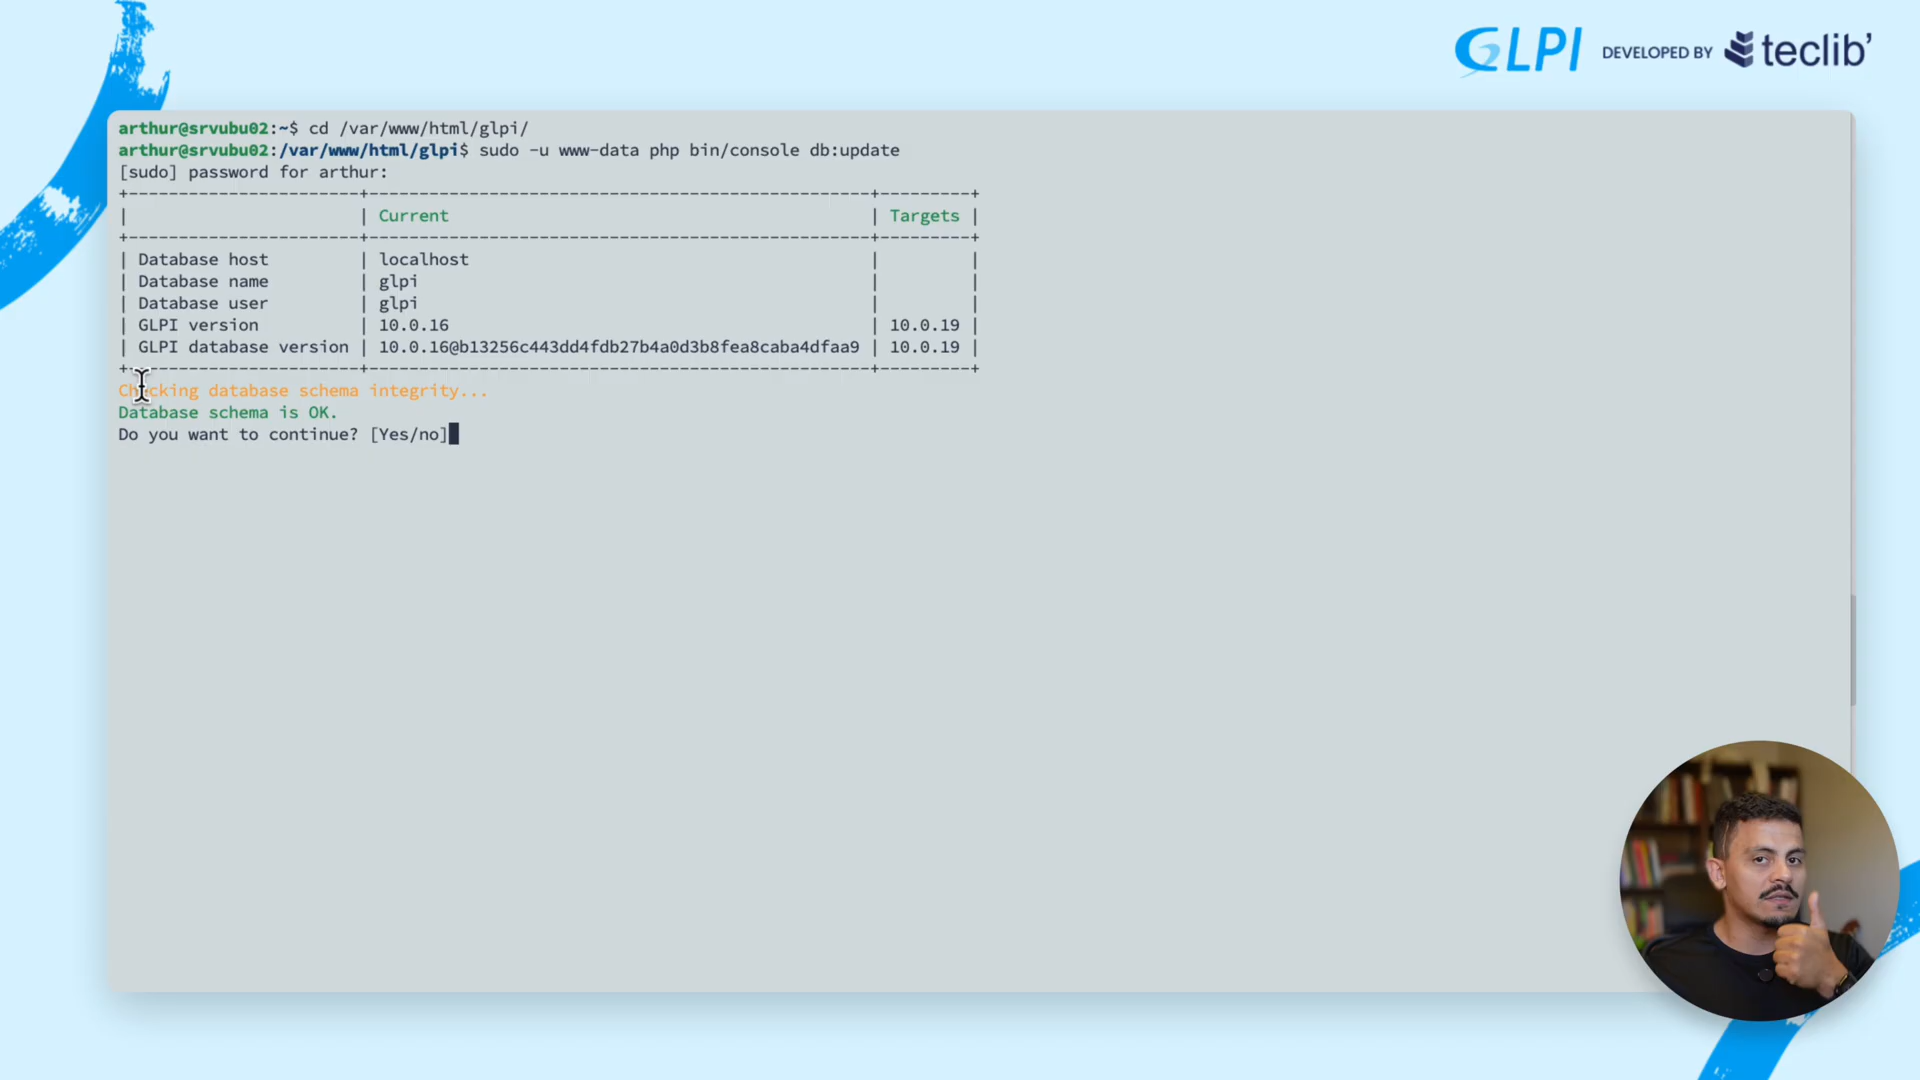 GLPI DEVELOPED BY teclib'
arthur@srvubu02:~$ cd /var/www/html/glpi/
arthur@srvubu02:/var/www/html/glpi$ sudo -u www-data php bin/console db:update
[sudo] password for arthur:
+-----------------------+--------------------------------------------------+---------+
| | Current | Targets |
+-----------------------+--------------------------------------------------+---------+
| Database host | localhost | |
| Database name | glpi | |
| Database user | glpi | |
| GLPI version | 10.0.16 | 10.0.19 |
| GLPI database version | 10.0.16@b13256c443dd4fdb27b4a0d3b8fea8caba4dfaa9 | 10.0.19 |
+-----------------------+--------------------------------------------------+---------+
Checking database schema integrity...
Database schema is OK.
Do you want to continue? [Yes/no]